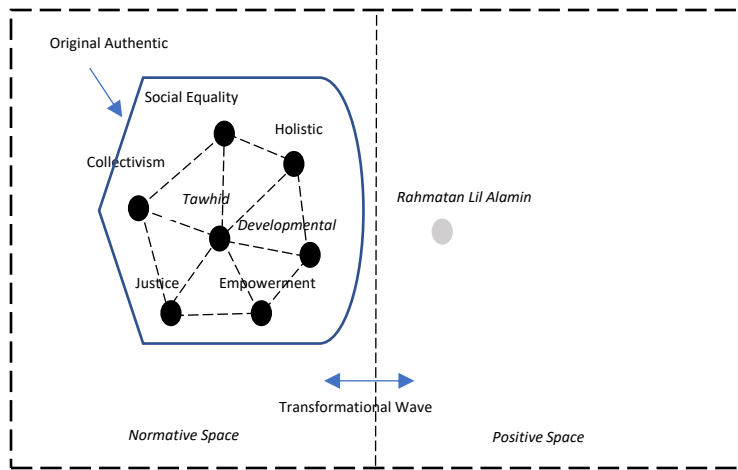 Original Authentic
Social Equality
Holistic
Collectivism
Tawhid
Rahmatan Lil Alamin
Developmental
Justice
Empowerment
Transformational Wave
Normative Space
Positive Space